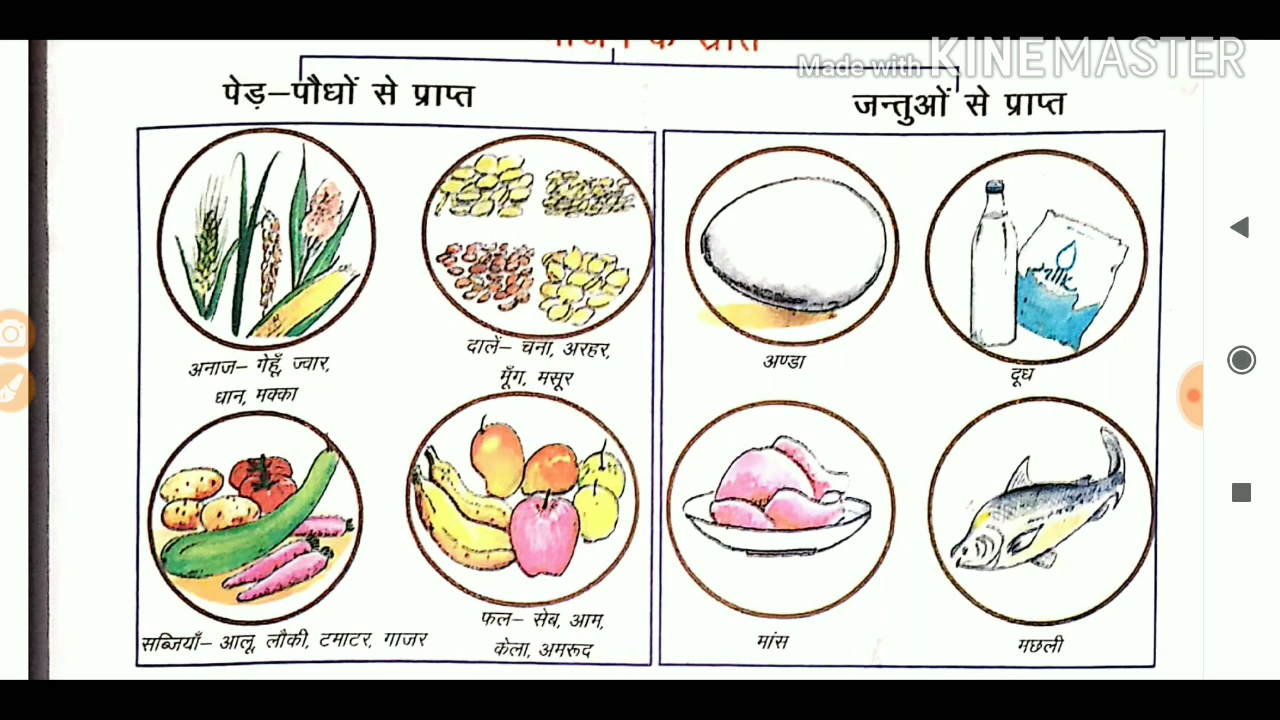 Made with KINEMASTER
पेड़–पौधों से प्राप्त
जन्तुओं से प्राप्त
अनाज– गेहूँ, ज्वार,
धान, मक्का
दालें– चना, अरहर,
मूँग, मसूर
अण्डा
milk
दूध
सब्जियाँ– आलू, लौकी, टमाटर, गाजर
फल– सेब, आम,
केला, अमरूद
मांस
मछली